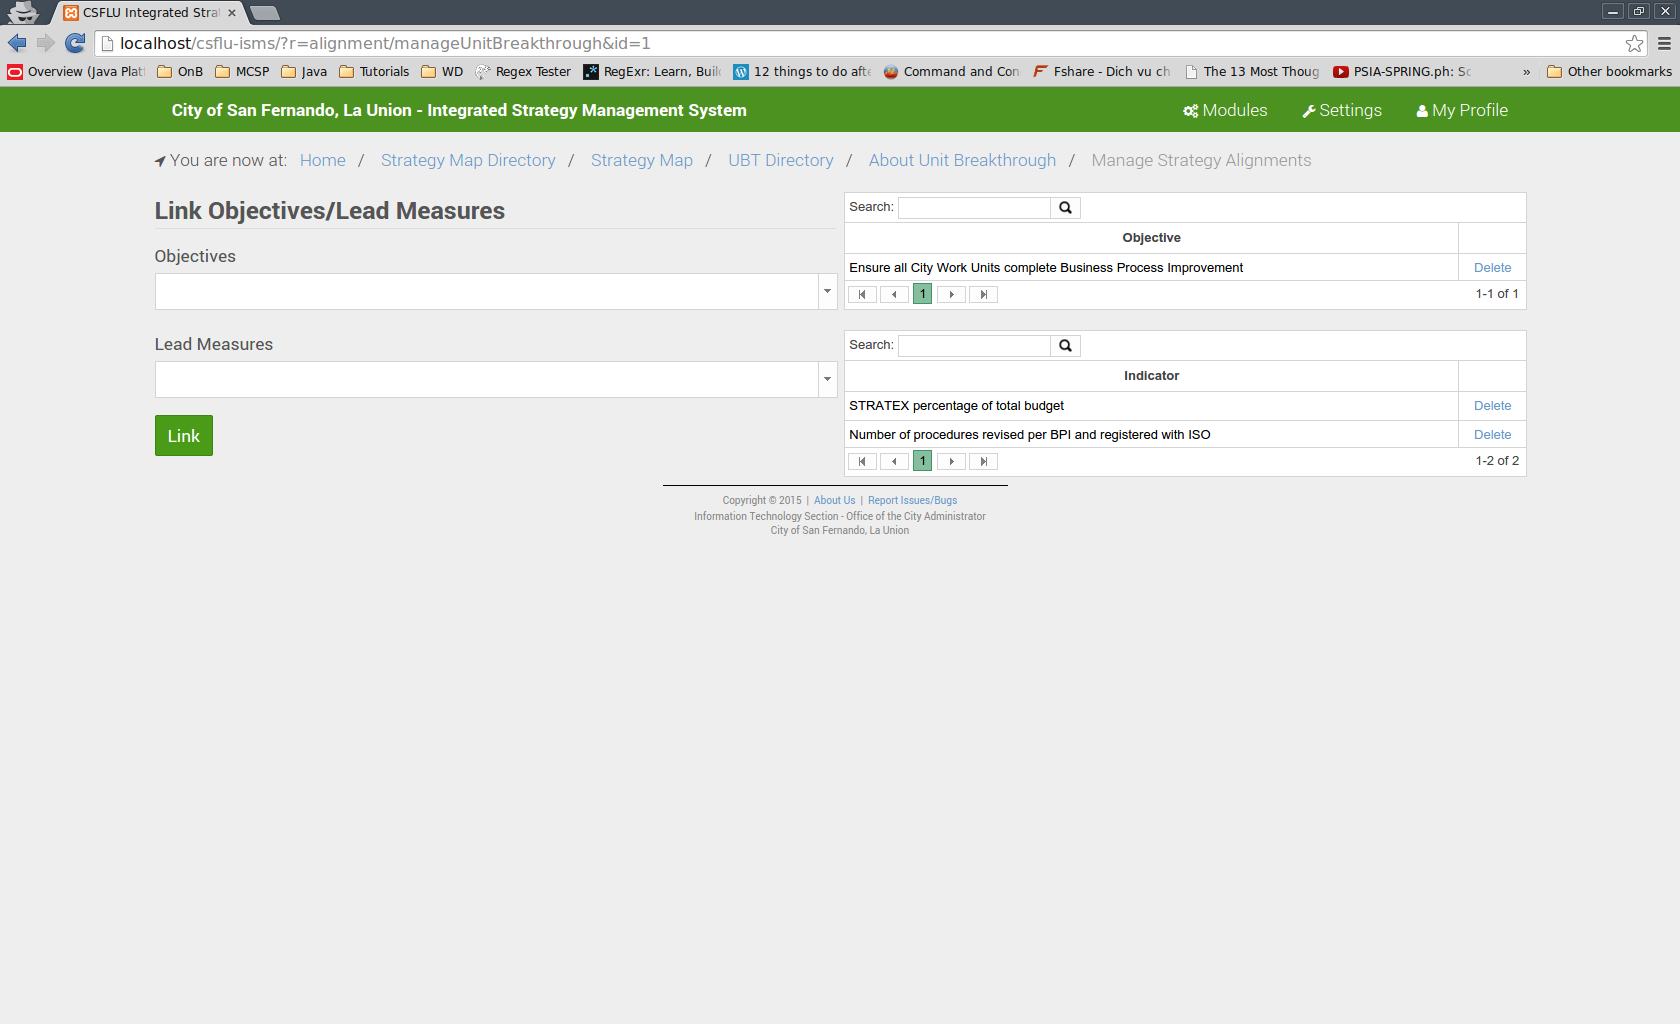 CSFLU Integrated Stra
localhost/csflu-isms/?r=alignment/manageUnitBreakthrough&id=1
Overview (Java Plat OnB MCSP Java Tutorials WD Regex Tester RegExr: Learn, Buil 12 things to do afte Command and Con Fshare - Dich vu ch The 13 Most Thoug PSIA-SPRING.ph: Sc » Other bookmarks
City of San Fernando, La Union - Integrated Strategy Management System Modules Settings My Profile
You are now at: Home / Strategy Map Directory / Strategy Map / UBT Directory / About Unit Breakthrough / Manage Strategy Alignments
Link Objectives/Lead Measures
Objectives
Lead Measures
Link
Search:
Objective
Ensure all City Work Units complete Business Process Improvement Delete
1 1-1 of 1
Search:
Indicator
STRATEX percentage of total budget Delete
Number of procedures revised per BPI and registered with ISO Delete
1 1-2 of 2
Copyright © 2015 | About Us | Report Issues/Bugs
Information Technology Section - Office of the City Administrator
City of San Fernando, La Union